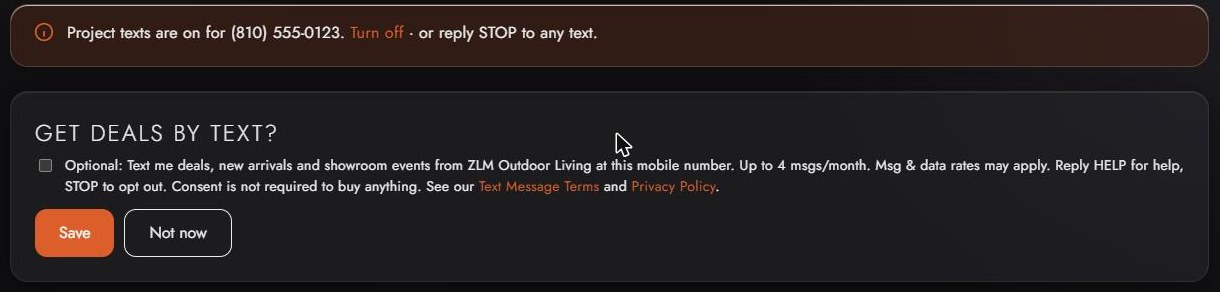 Project texts are on for (810) 555-0123. Turn off · or reply STOP to any text.
GET DEALS BY TEXT?
Optional: Text me deals, new arrivals and showroom events from ZLM Outdoor Living at this mobile number. Up to 4 msgs/month. Msg & data rates may apply. Reply HELP for help,
STOP to opt out. Consent is not required to buy anything. See our Text Message Terms and Privacy Policy.
Save Not now